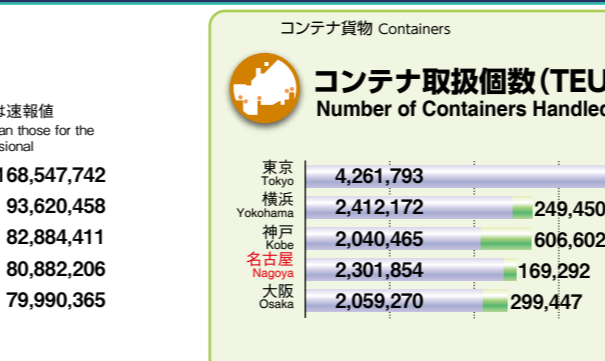 は速報値
an those for the
sional
168,547,742
93,620,458
82,884,411
80,882,206
79,990,365
コンテナ貨物 Containers
コンテナ取扱個数(TEU
Number of Containers Handled
東京
Tokyo
4,261,793
横浜
Yokohama
2,412,172
249,450
神戸
Kobe
2,040,465
606,602
名古屋
Nagoya
2,301,854
169,292
大阪
Osaka
2,059,270
299,447